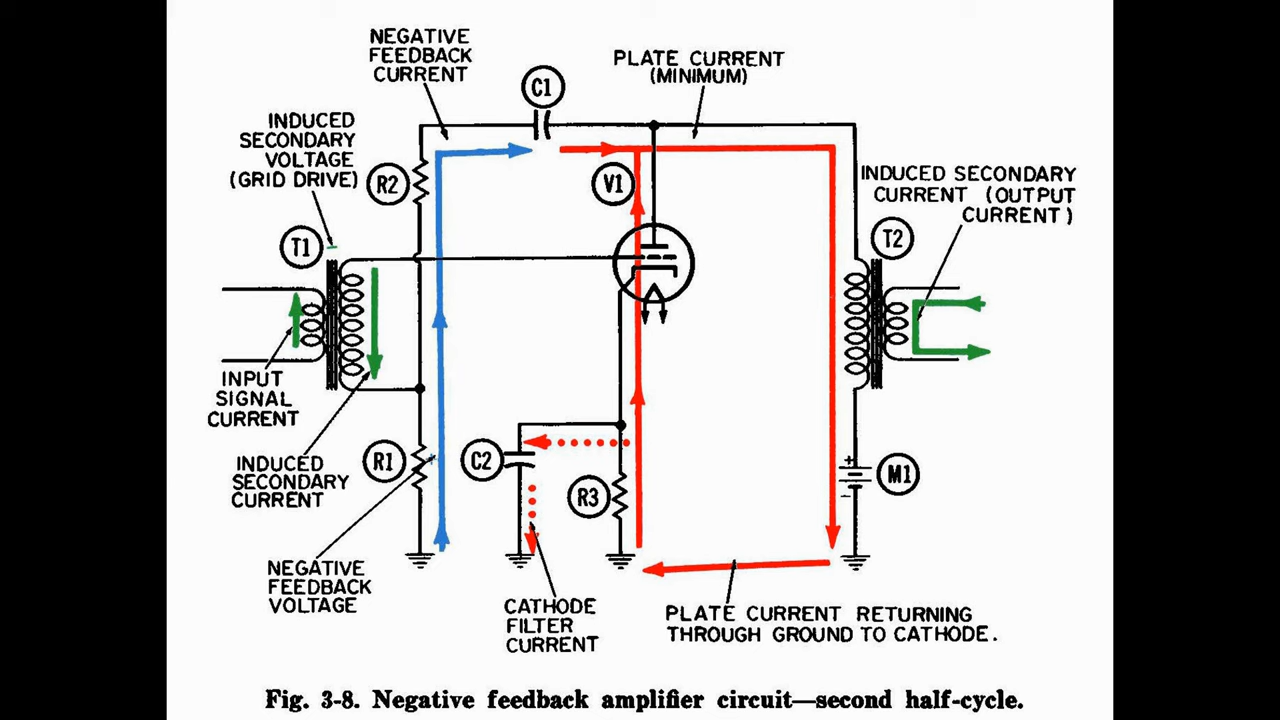 NEGATIVE
FEEDBACK
CURRENT
C1
PLATE CURRENT
(MINIMUM)
INDUCED
SECONDARY
VOLTAGE
(GRID DRIVE)
R2
V1
INDUCED SECONDARY
CURRENT (OUTPUT
CURRENT)
T1
T2
INPUT
SIGNAL
CURRENT
INDUCED
SECONDARY
CURRENT
R1
C2
R3
+
M1
-
NEGATIVE
FEEDBACK
VOLTAGE
CATHODE
FILTER
CURRENT
PLATE CURRENT RETURNING
THROUGH GROUND TO CATHODE.
Fig. 3-8. Negative feedback amplifier circuit—second half-cycle.